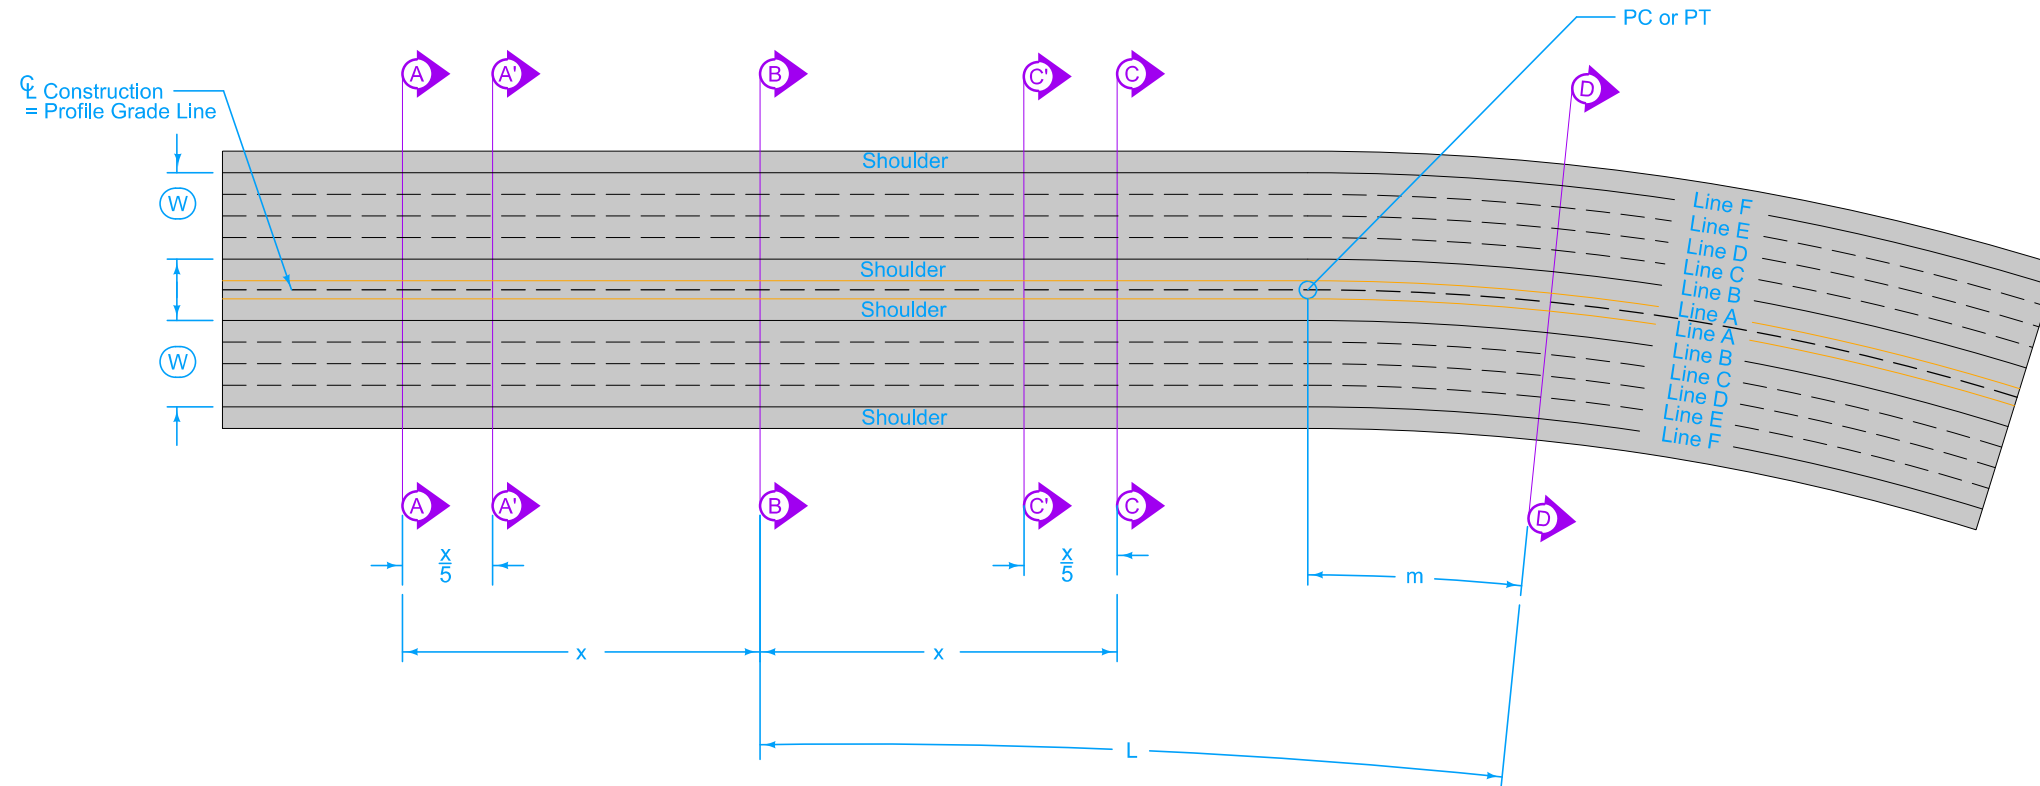 PC or PT
A
A'
B
C'
C
D
℄ Construction
= Profile Grade Line
Shoulder
W
Shoulder
Shoulder
W
Shoulder
Line F
Line E
Line D
Line C
Line B
Line A
Line A
Line B
Line C
Line D
Line E
Line F
A
A'
B
C'
C
D
x
5
x
5
m
x
x
L